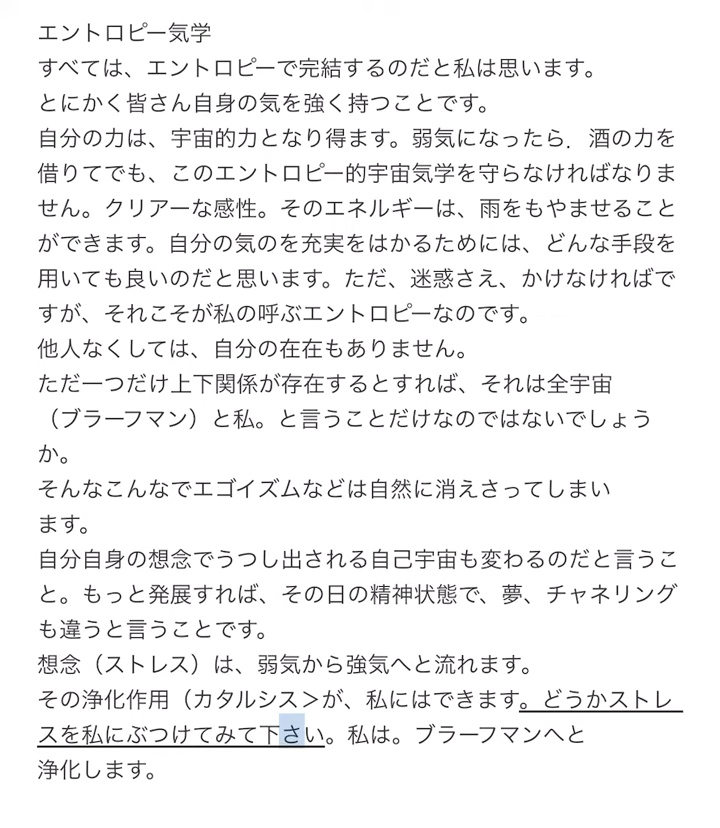 エントロピー気学
すべては、エントロピーで完結するのだと私は思います。
とにかく皆さん自身の気を強く持つことです。
自分の力は、宇宙的力となり得ます。弱気になったら．酒の力を
借りてでも、このエントロピー的宇宙気学を守らなければなりま
せん。クリアーな感性。そのエネルギーは、雨をもやませること
ができます。自分の気のを充実をはかるためには、どんな手段を
用いても良いのだと思います。ただ、迷惑さえ、かけなければで
すが、それこそが私の呼ぶエントロピーなのです。
他人なくしては、自分の在在もありません。
ただ一つだけ上下関係が存在するとすれば、それは全宇宙
（ブラーフマン）と私。と言うことだけなのではないでしょう
か。
そんなこんなでエゴイズムなどは自然に消えさってしまい
ます。
自分自身の想念でうつし出される自己宇宙も変わるのだと言うこ
と。もっと発展すれば、その日の精神状態で、夢、チャネリング
も違うと言うことです。
想念（ストレス）は、弱気から強気へと流れます。
その浄化作用（カタルシス＞が、私にはできます。どうかストレ
スを私にぶつけてみて下さい。私は。ブラーフマンへと
浄化します。